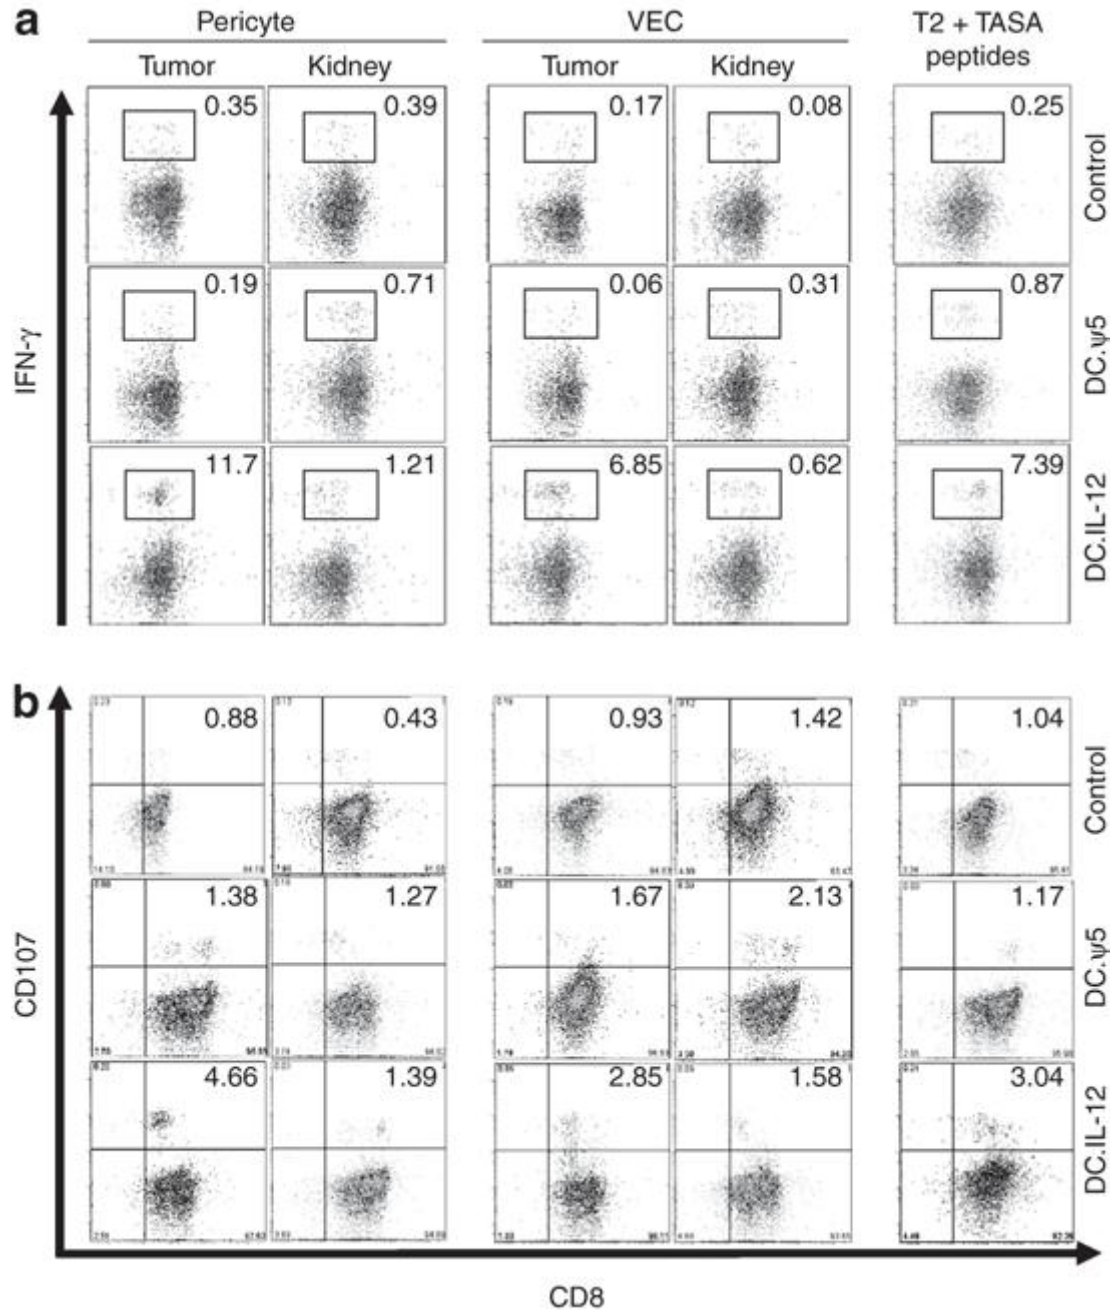 a
Pericyte VEC T2 + TASA peptides
Tumor Kidney Tumor Kidney
0.35 0.39 0.17 0.08 0.25
Control
0.19 0.71 0.06 0.31 0.87
DC.ψ5
11.7 1.21 6.85 0.62 7.39
DC.IL-12
IFN-γ
b
0.88 0.43 0.93 1.42 1.04
Control
1.38 1.27 1.67 2.13 1.17
DC.ψ5
4.66 1.39 2.85 1.58 3.04
DC.IL-12
CD107
CD8